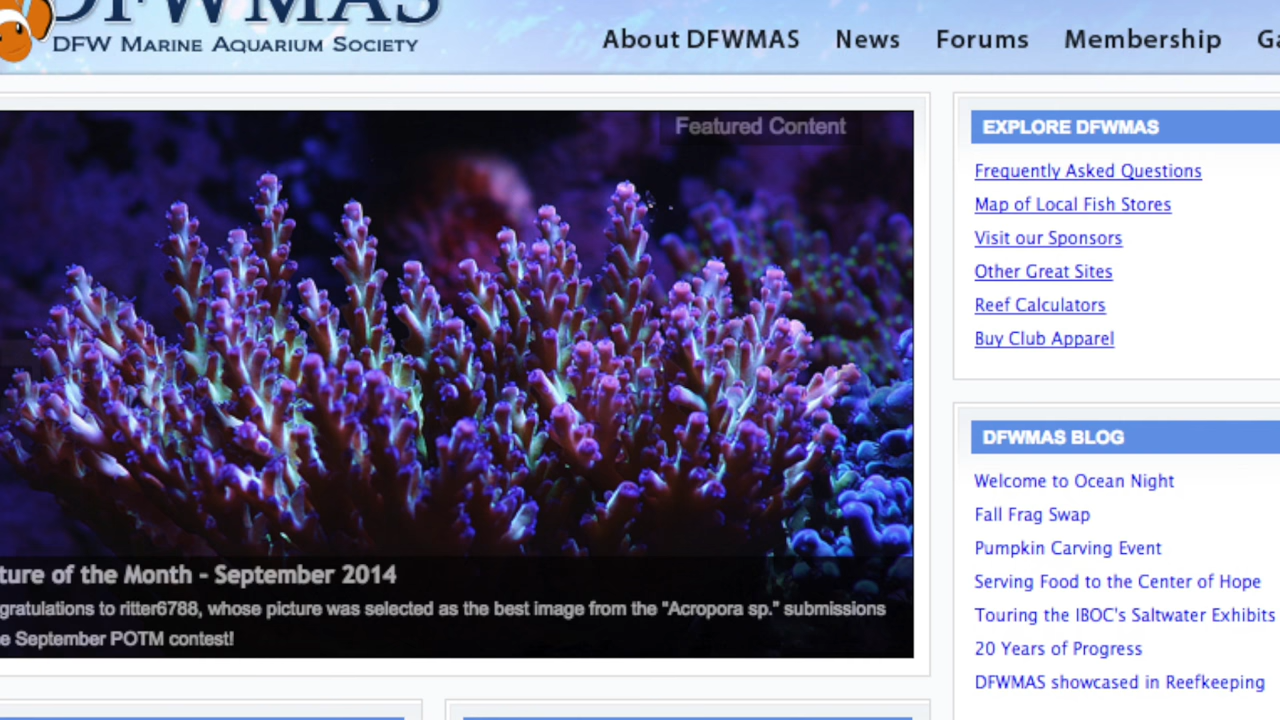 DFWMAS
DFW Marine Aquarium Society
About DFWMAS News Forums Membership
Featured Content
ture of the Month - September 2014
gratulations to ritter6788, whose picture was selected as the best image from the "Acropora sp." submissions
e September POTM contest!
EXPLORE DFWMAS
Frequently Asked Questions
Map of Local Fish Stores
Visit our Sponsors
Other Great Sites
Reef Calculators
Buy Club Apparel
DFWMAS BLOG
Welcome to Ocean Night
Fall Frag Swap
Pumpkin Carving Event
Serving Food to the Center of Hope
Touring the IBOC's Saltwater Exhibits
20 Years of Progress
DFWMAS showcased in Reefkeeping